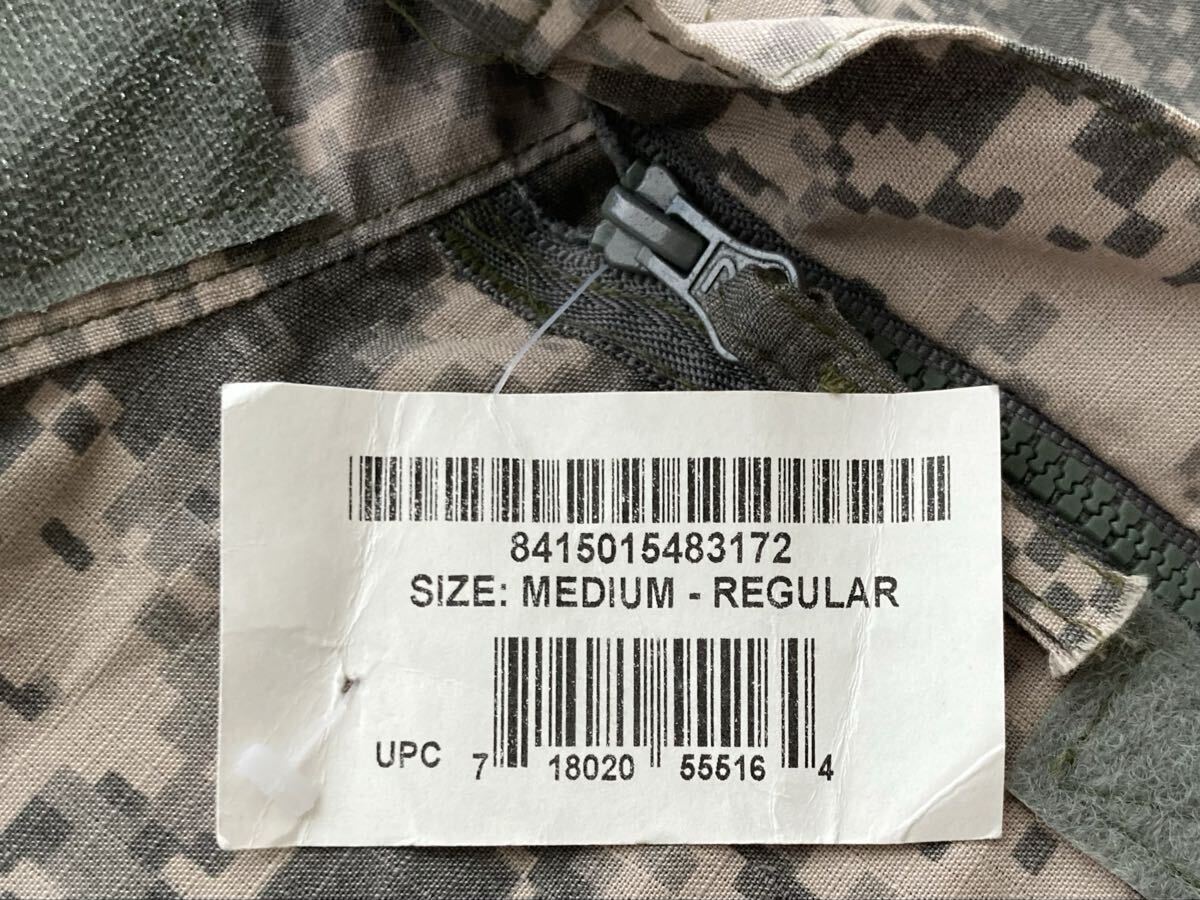 8415015483172
SIZE: MEDIUM - REGULAR
UPC 7 18020 55516 4